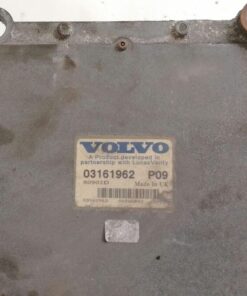 VOLVO
A Product developed in
partnership with LucasVarity
03161962 P09
Made in UK